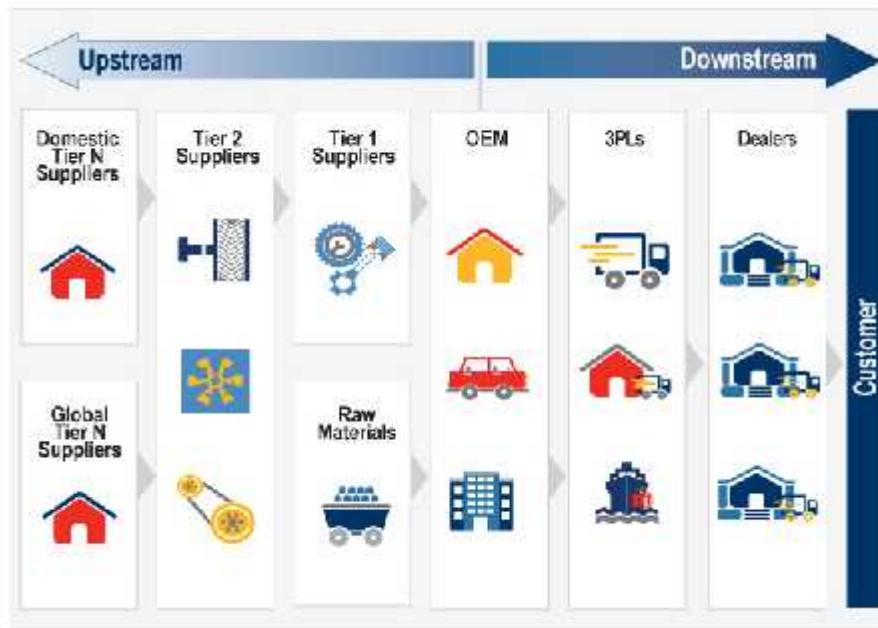 Upstream
Downstream
Domestic
Tier N
Suppliers
Tier 2
Suppliers
Tier 1
Suppliers
OEM
3PLs
Dealers
Global
Tier N
Suppliers
Raw
Materials
Customer